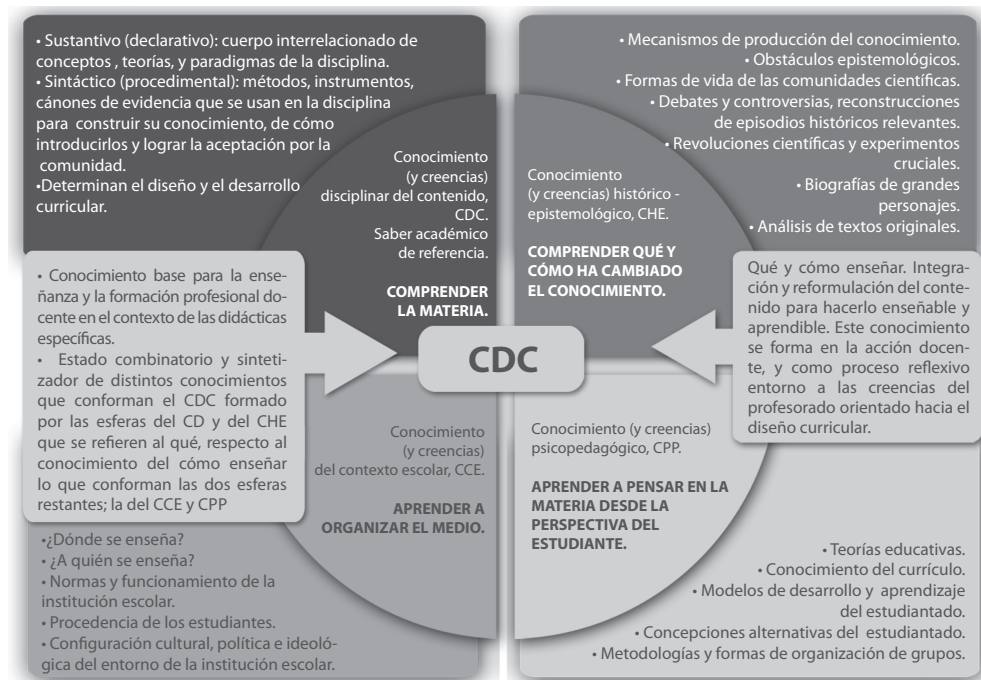 • Sustantivo (declarativo): cuerpo interrelacionado de
conceptos , teorías, y paradigmas de la disciplina.
• Sintáctico (procedimental): métodos, instrumentos,
cánones de evidencia que se usan en la disciplina
para construir su conocimiento, de cómo
introducirlos y lograr la aceptación por la
comunidad.
•Determinan el diseño y el desarrollo
curricular.
Conocimiento
(y creencias)
disciplinar del contenido,
CDC.
Saber académico
de referencia.
COMPRENDER
LA MATERIA.
• Mecanismos de producción del conocimiento.
• Obstáculos epistemológicos.
• Formas de vida de las comunidades científicas.
• Debates y controversias, reconstrucciones
de episodios históricos relevantes.
• Revoluciones científicas y experimentos
cruciales.
• Biografías de grandes
personajes.
• Análisis de textos originales.
Conocimiento
(y creencias) histórico -
epistemológico, CHE.
COMPRENDER QUÉ Y
CÓMO HA CAMBIADO
EL CONOCIMIENTO.
• Conocimiento base para la ense-
ñanza y la formación profesional do-
cente en el contexto de las didácticas
específicas.
• Estado combinatorio y sinteti-
zador de distintos conocimientos
que conforman el CDC formado
por las esferas del CD y del CHE
que se refieren al qué, respecto al
conocimiento del cómo enseñar
lo que conforman las dos esferas
restantes; la del CCE y CPP
CDC
Qué y cómo enseñar. Integra-
ción y reformulación del conte-
nido para hacerlo enseñable y
aprendible. Este conocimiento
se forma en la acción docen-
te, y como proceso reflexivo
entorno a las creencias del
profesorado orientado hacia el
diseño curricular.
Conocimiento
(y creencias)
del contexto escolar, CCE.
APRENDER A
ORGANIZAR EL MEDIO.
•¿Dónde se enseña?
• ¿A quién se enseña?
• Normas y funcionamiento de la
institución escolar.
• Procedencia de los estudiantes.
• Configuración cultural, política e ideoló-
gica del entorno de la institución escolar.
Conocimiento (y creencias)
psicopedagógico, CPP.
APRENDER A PENSAR EN LA
MATERIA DESDE LA
PERSPECTIVA DEL
ESTUDIANTE.
• Teorías educativas.
• Conocimiento del currículo.
• Modelos de desarrollo y aprendizaje
del estudiantado.
• Concepciones alternativas del estudiantado.
• Metodologías y formas de organización de grupos.